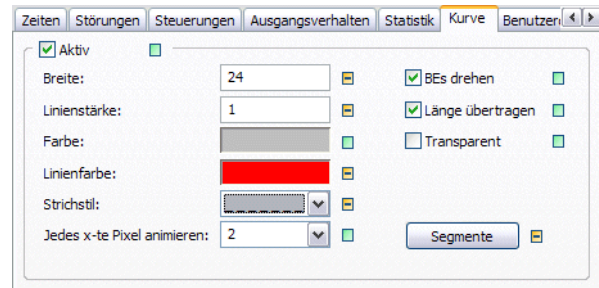 Zeiten Störungen Steuerungen Ausgangsverhalten Statistik Kurve Benutzer
Aktiv
Breite: 24 BEs drehen
Linienstärke: 1 Länge übertragen
Farbe: Transparent
Linienfarbe:
Strichstil:
Jedes x-te Pixel animieren: 2 Segmente